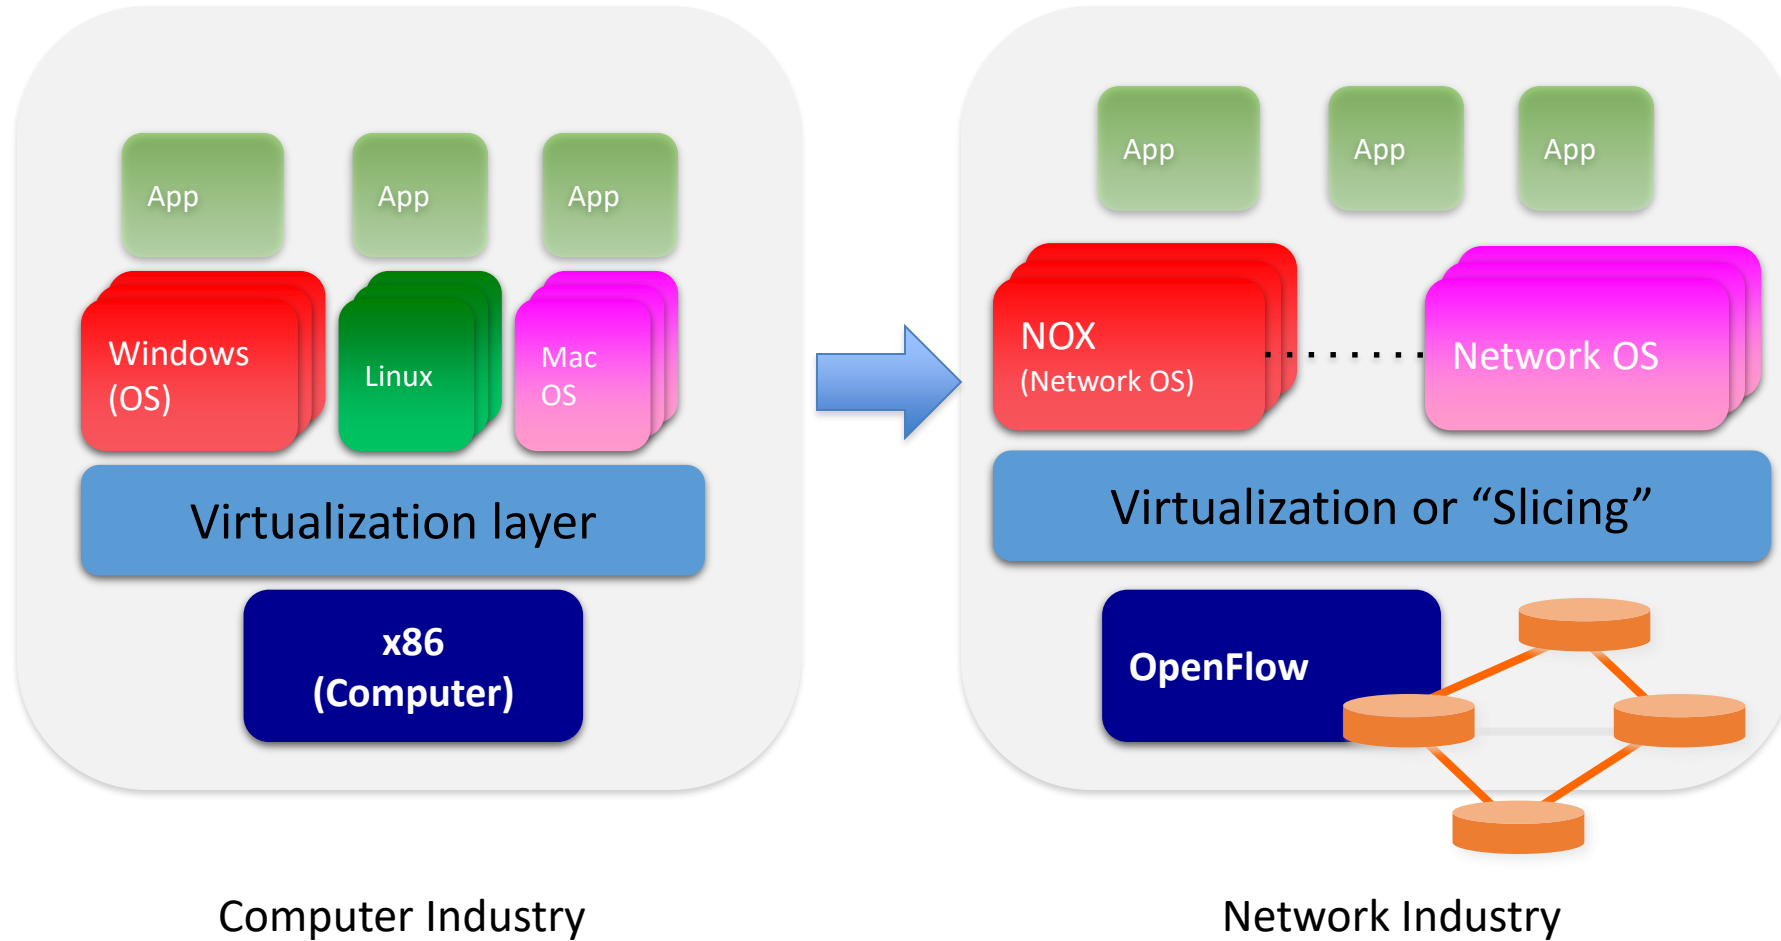 App
App
App
Windows
(OS)
Linux
Mac
OS
Virtualization layer
x86
(Computer)
Computer Industry
App
App
App
NOX
(Network OS)
Network OS
Virtualization or “Slicing”
OpenFlow
Network Industry